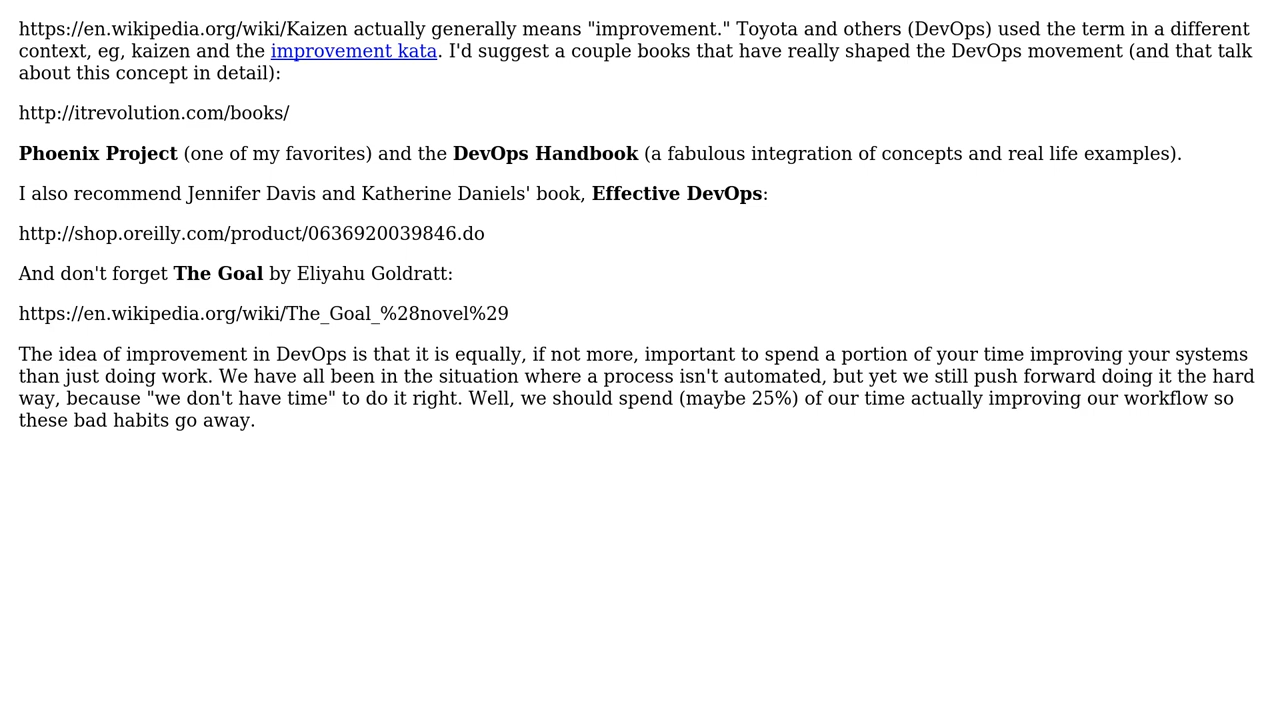 https://en.wikipedia.org/wiki/Kaizen actually generally means "improvement." Toyota and others (DevOps) used the term in a different
context, eg, kaizen and the improvement kata. I'd suggest a couple books that have really shaped the DevOps movement (and that talk
about this concept in detail):
http://itrevolution.com/books/
Phoenix Project (one of my favorites) and the DevOps Handbook (a fabulous integration of concepts and real life examples).
I also recommend Jennifer Davis and Katherine Daniels' book, Effective DevOps:
http://shop.oreilly.com/product/0636920039846.do
And don't forget The Goal by Eliyahu Goldratt:
https://en.wikipedia.org/wiki/The_Goal_%28novel%29
The idea of improvement in DevOps is that it is equally, if not more, important to spend a portion of your time improving your systems
than just doing work. We have all been in the situation where a process isn't automated, but yet we still push forward doing it the hard
way, because "we don't have time" to do it right. Well, we should spend (maybe 25%) of our time actually improving our workflow so
these bad habits go away.